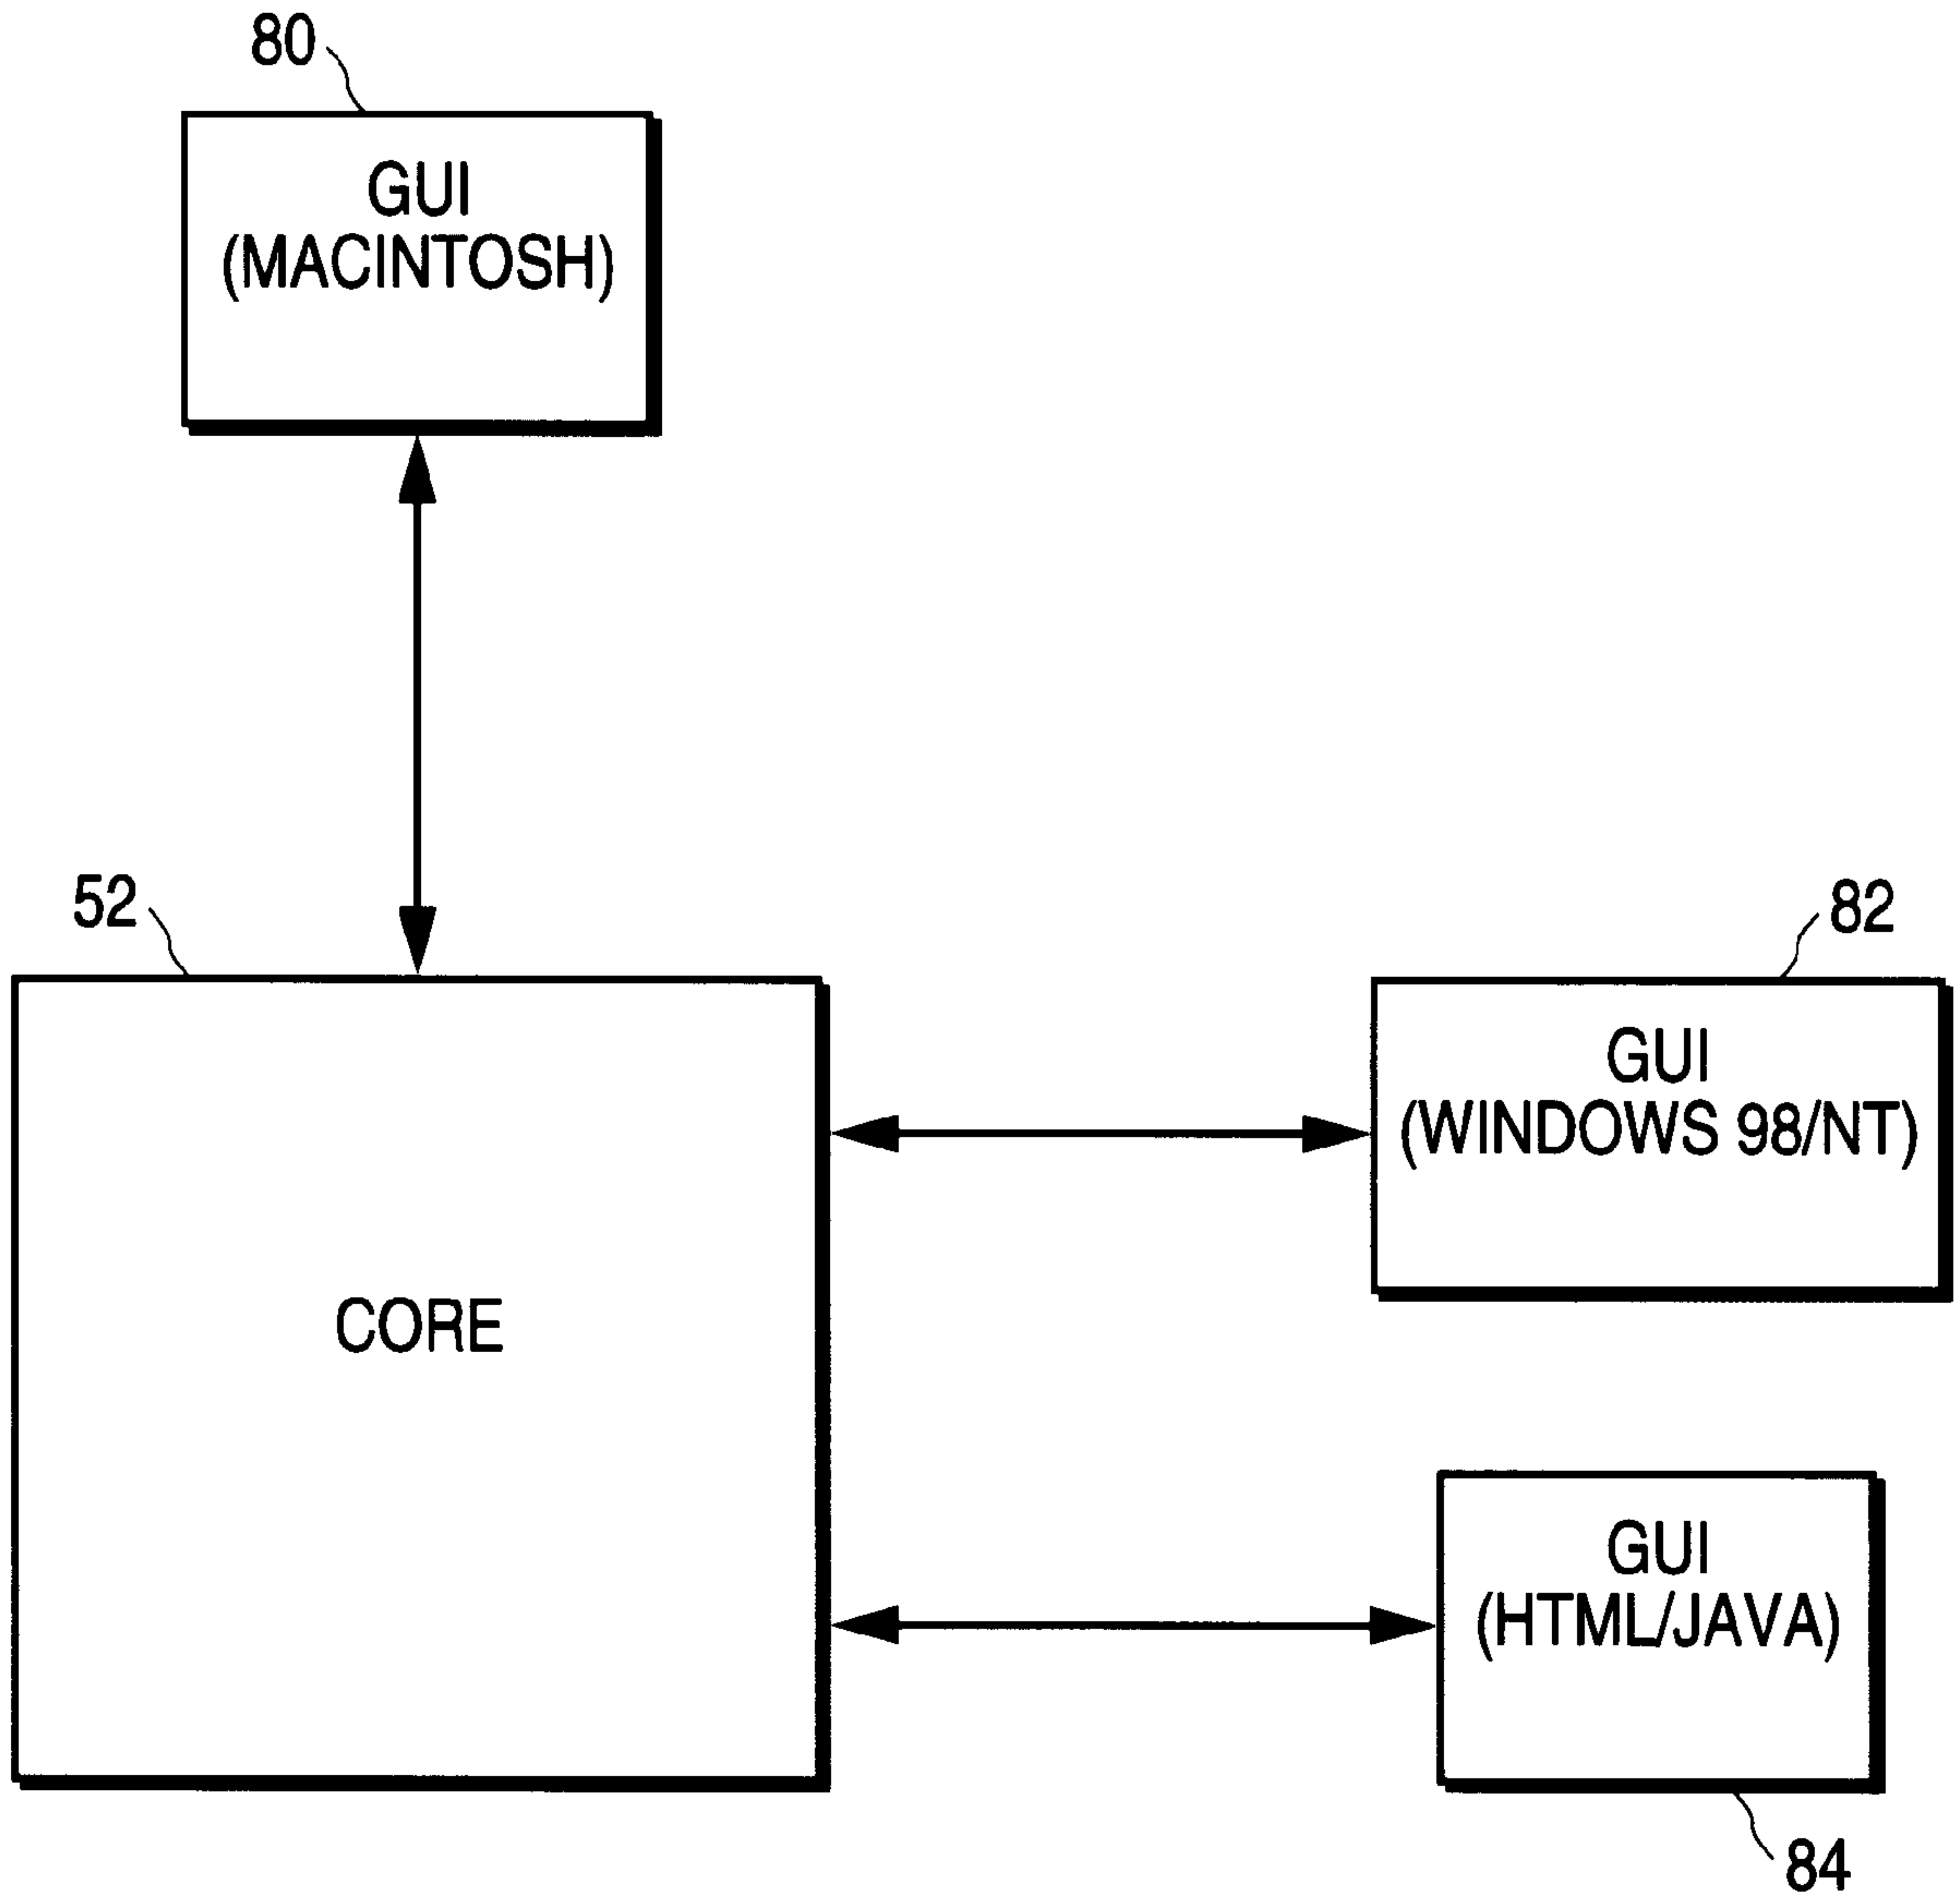 80
GUI
(MACINTOSH)
52
82
CORE
GUI
(WINDOWS 98/NT)
GUI
(HTML/JAVA)
84